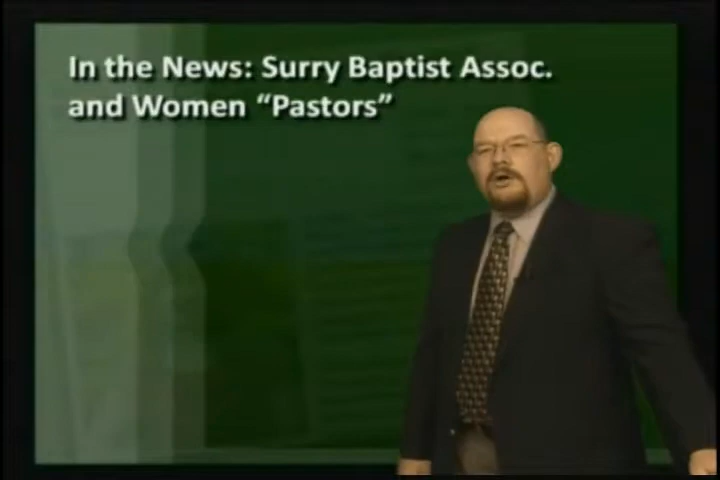 In the News: Surry Baptist Assoc.
and Women “Pastors”